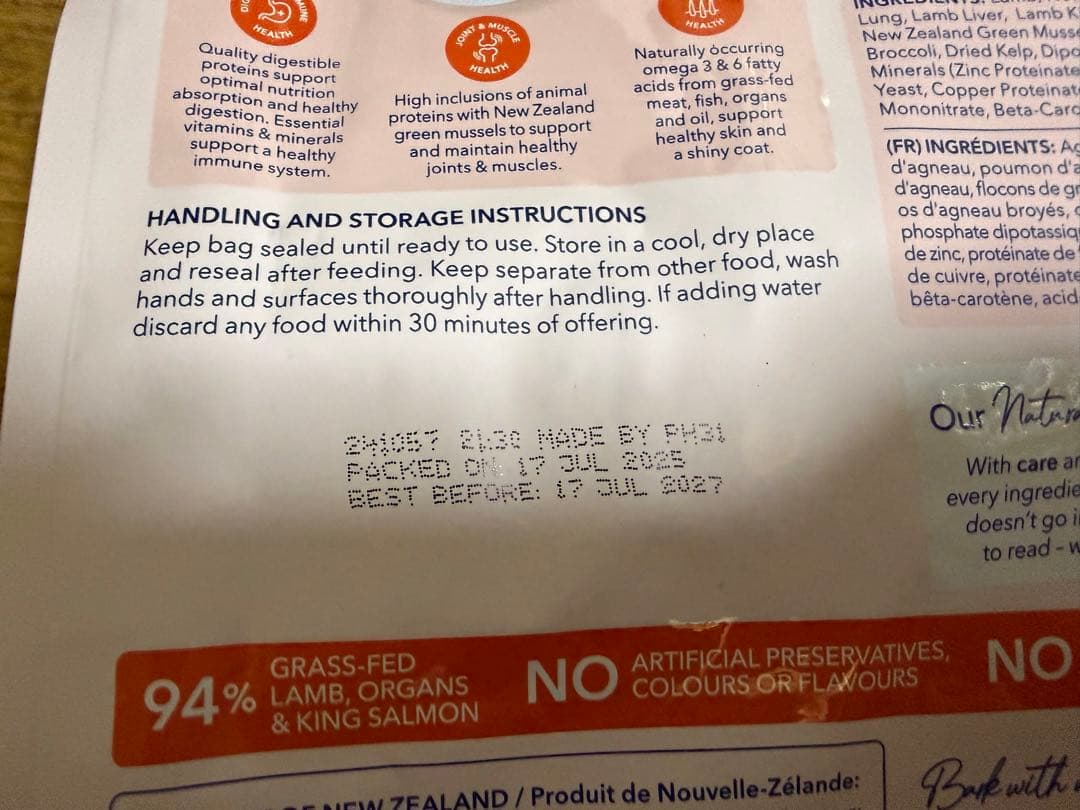 HEALTH
Quality digestible
proteins support
optimal nutrition
absorption and healthy
digestion. Essential
vitamins & minerals
support a healthy
immune system.
JOINT & MUSCLE
HEALTH
High inclusions of animal
proteins with New Zealand
green mussels to support
and maintain healthy
joints & muscles.
HEALTH
Naturally occurring
omega 3 & 6 fatty
acids from grass-fed
meat, fish, organs
and oil, support
healthy skin and
a shiny coat.
Lung, Lamb Liver, Lamb
New Zealand Green
Broccoli, Dried Kelp,
Minerals (Zinc Proteinate
Yeast, Copper
Mononitrate,
(FR) INGRÉDIENTS:
d'agneau, poumon
d'agneau, flocons de
os d'agneau broyés,
phosphate
de zinc, protéinate de
de cuivre,
bêta-carotène, acid
HANDLING AND STORAGE INSTRUCTIONS
Keep bag sealed until ready to use. Store in a cool, dry place
and reseal after feeding. Keep separate from other food, wash
hands and surfaces thoroughly after handling. If adding water
discard any food within 30 minutes of offering.
MADE BY PH31
PACKED ON: 17 JUL 2025
BEST BEFORE: 17 JUL 2027
Our
With care
every
doesn't go
to read -
94% GRASS-FED
LAMB, ORGANS
& KING SALMON
NO ARTIFICIAL PRESERVATIVES,
COLOURS OR FLAVOURS
NO
NEW ZEALAND / Produit de Nouvelle-Zélande:
Bark with